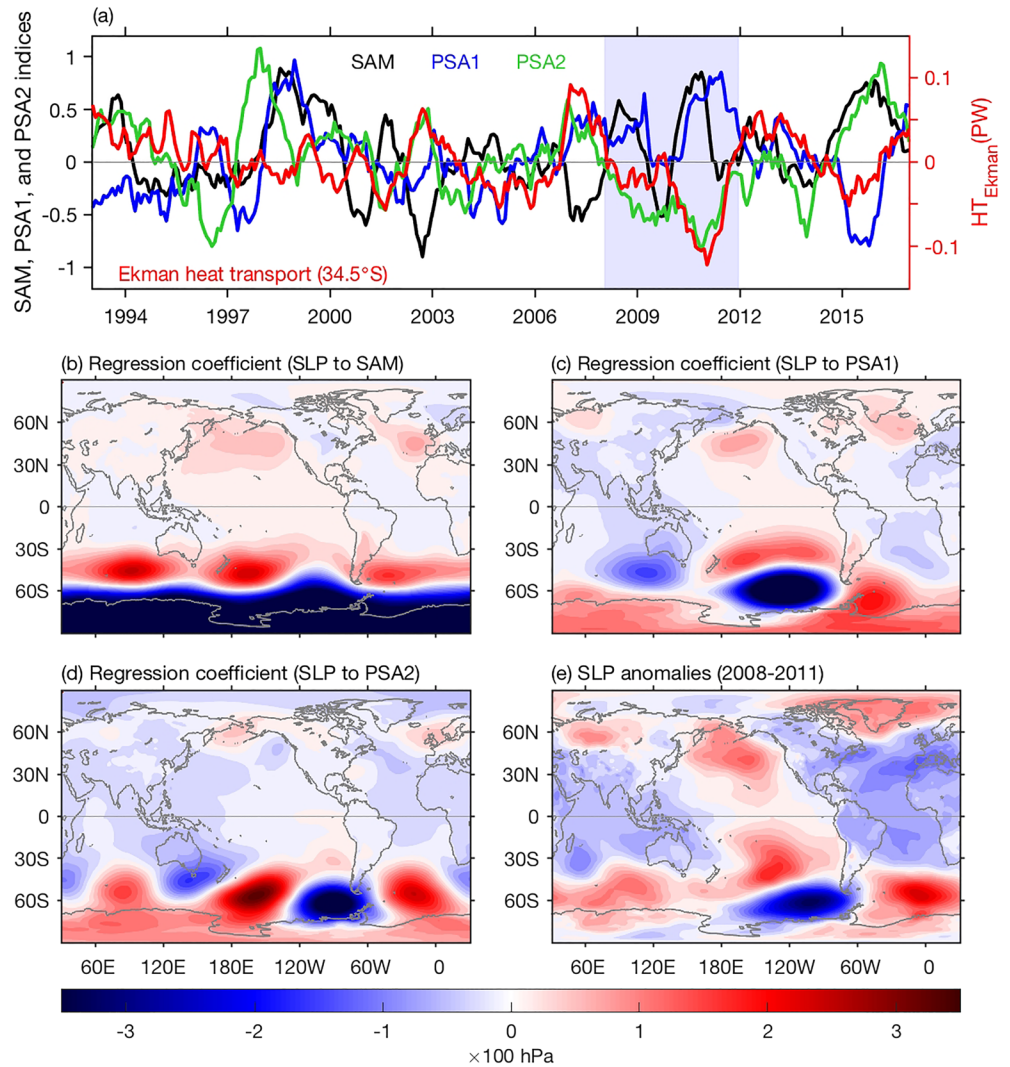 (a)
SAM, PSA1, and PSA2 indices
1
0.5
0
-0.5
-1
SAM PSA1 PSA2
Ekman heat transport (34.5°S)
0.1
0
-0.1
HT_Ekman (PW)
1994 1997 2000 2003 2006 2009 2012 2015
(b) Regression coefficient (SLP to SAM)
60N
30N
0
30S
60S
(c) Regression coefficient (SLP to PSA1)
60N
30N
0
30S
60S
(d) Regression coefficient (SLP to PSA2)
60N
30N
0
30S
60S
60E 120E 180E 120W 60W 0
(e) SLP anomalies (2008-2011)
60N
30N
0
30S
60S
60E 120E 180E 120W 60W 0
-3 -2 -1 0 1 2 3
×100 hPa